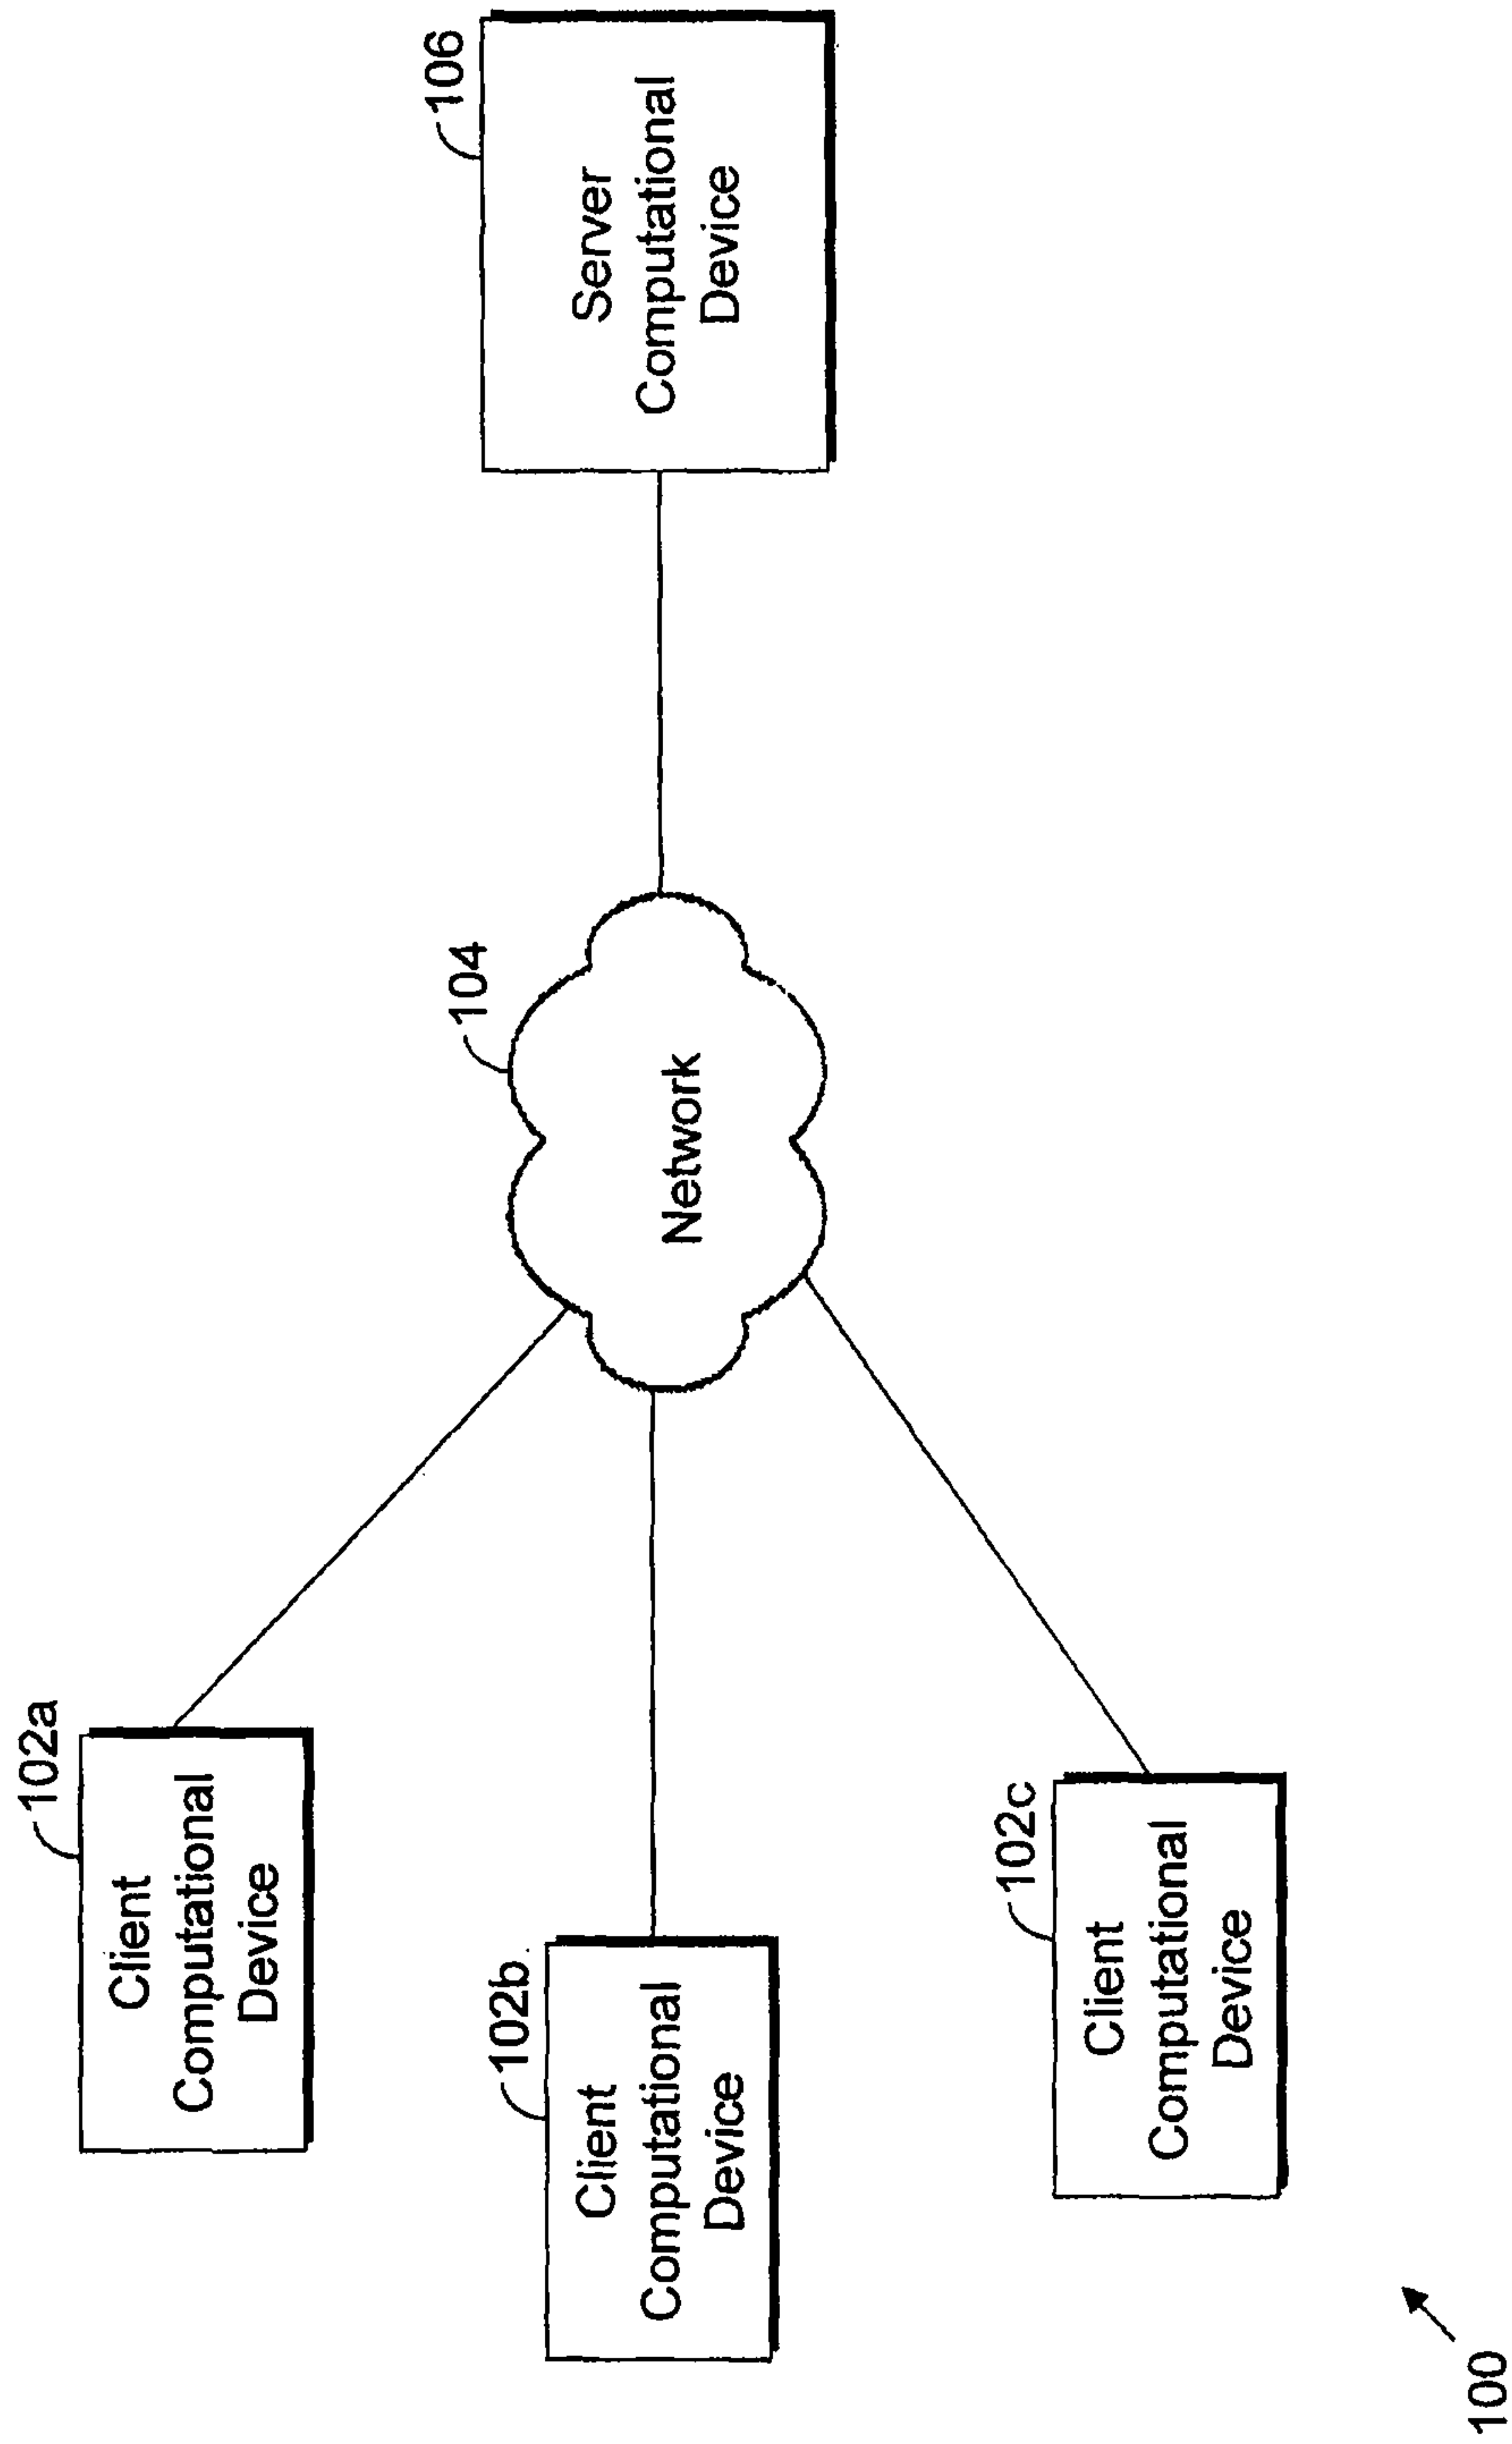 102a
Client
Computational
Device
102b
Client
Computational
Device
102c
Client
Computational
Device
104
Network
106
Server
Computational
Device
100